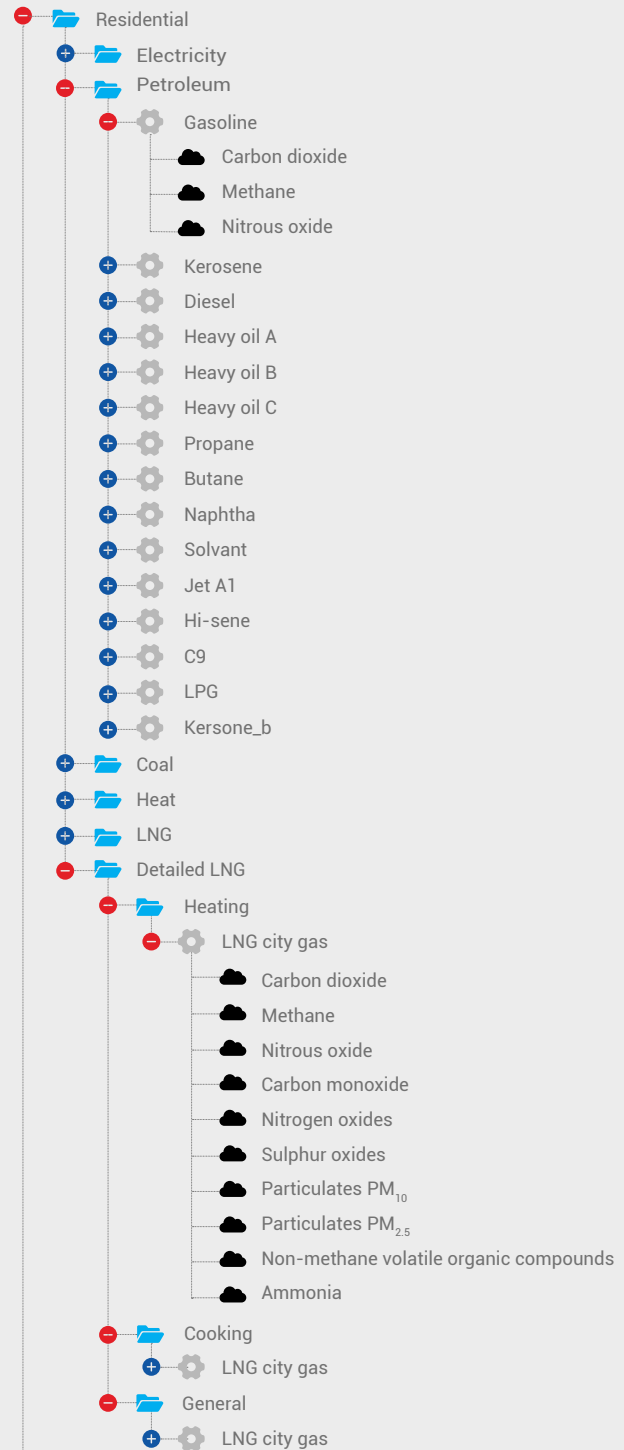 Residential
Electricity
Petroleum
Gasoline
Carbon dioxide
Methane
Nitrous oxide
Kerosene
Diesel
Heavy oil A
Heavy oil B
Heavy oil C
Propane
Butane
Naphtha
Solvant
Jet A1
Hi-sene
C9
LPG
Kersone_b
Coal
Heat
LNG
Detailed LNG
Heating
LNG city gas
Carbon dioxide
Methane
Nitrous oxide
Carbon monoxide
Nitrogen oxides
Sulphur oxides
Particulates PM10
Particulates PM2.5
Non-methane volatile organic compounds
Ammonia
Cooking
LNG city gas
General
LNG city gas